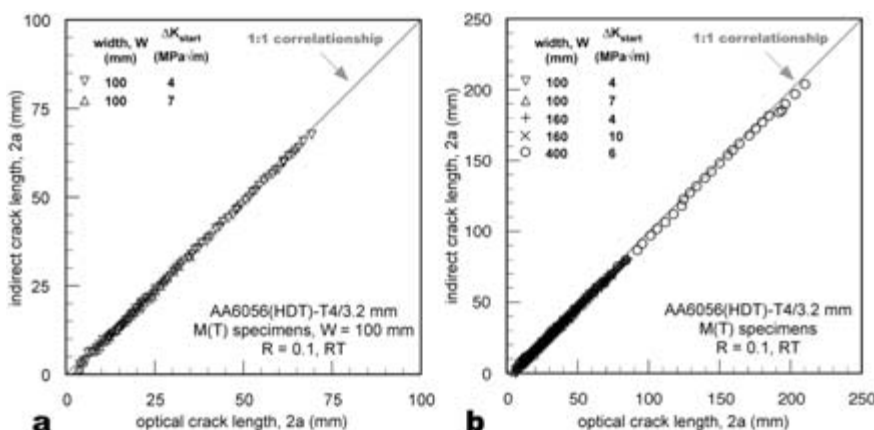 100
75
50
25
0
0 25 50 75 100
indirect crack length, 2a (mm)
optical crack length, 2a (mm)
width, W (mm)
ΔKstart (MPa√m)
▽ 100 4
△ 100 7
1:1 correlationship
AA6056(HDT)-T4/3.2 mm
M(T) specimens, W = 100 mm
R = 0.1, RT
a
250
200
150
100
50
0
0 50 100 150 200 250
indirect crack length, 2a (mm)
optical crack length, 2a (mm)
width, W (mm)
ΔKstart (MPa√m)
▽ 100 4
△ 100 7
+ 160 4
× 160 10
○ 400 6
1:1 correlationship
AA6056(HDT)-T4/3.2 mm
M(T) specimens
R = 0.1, RT
b